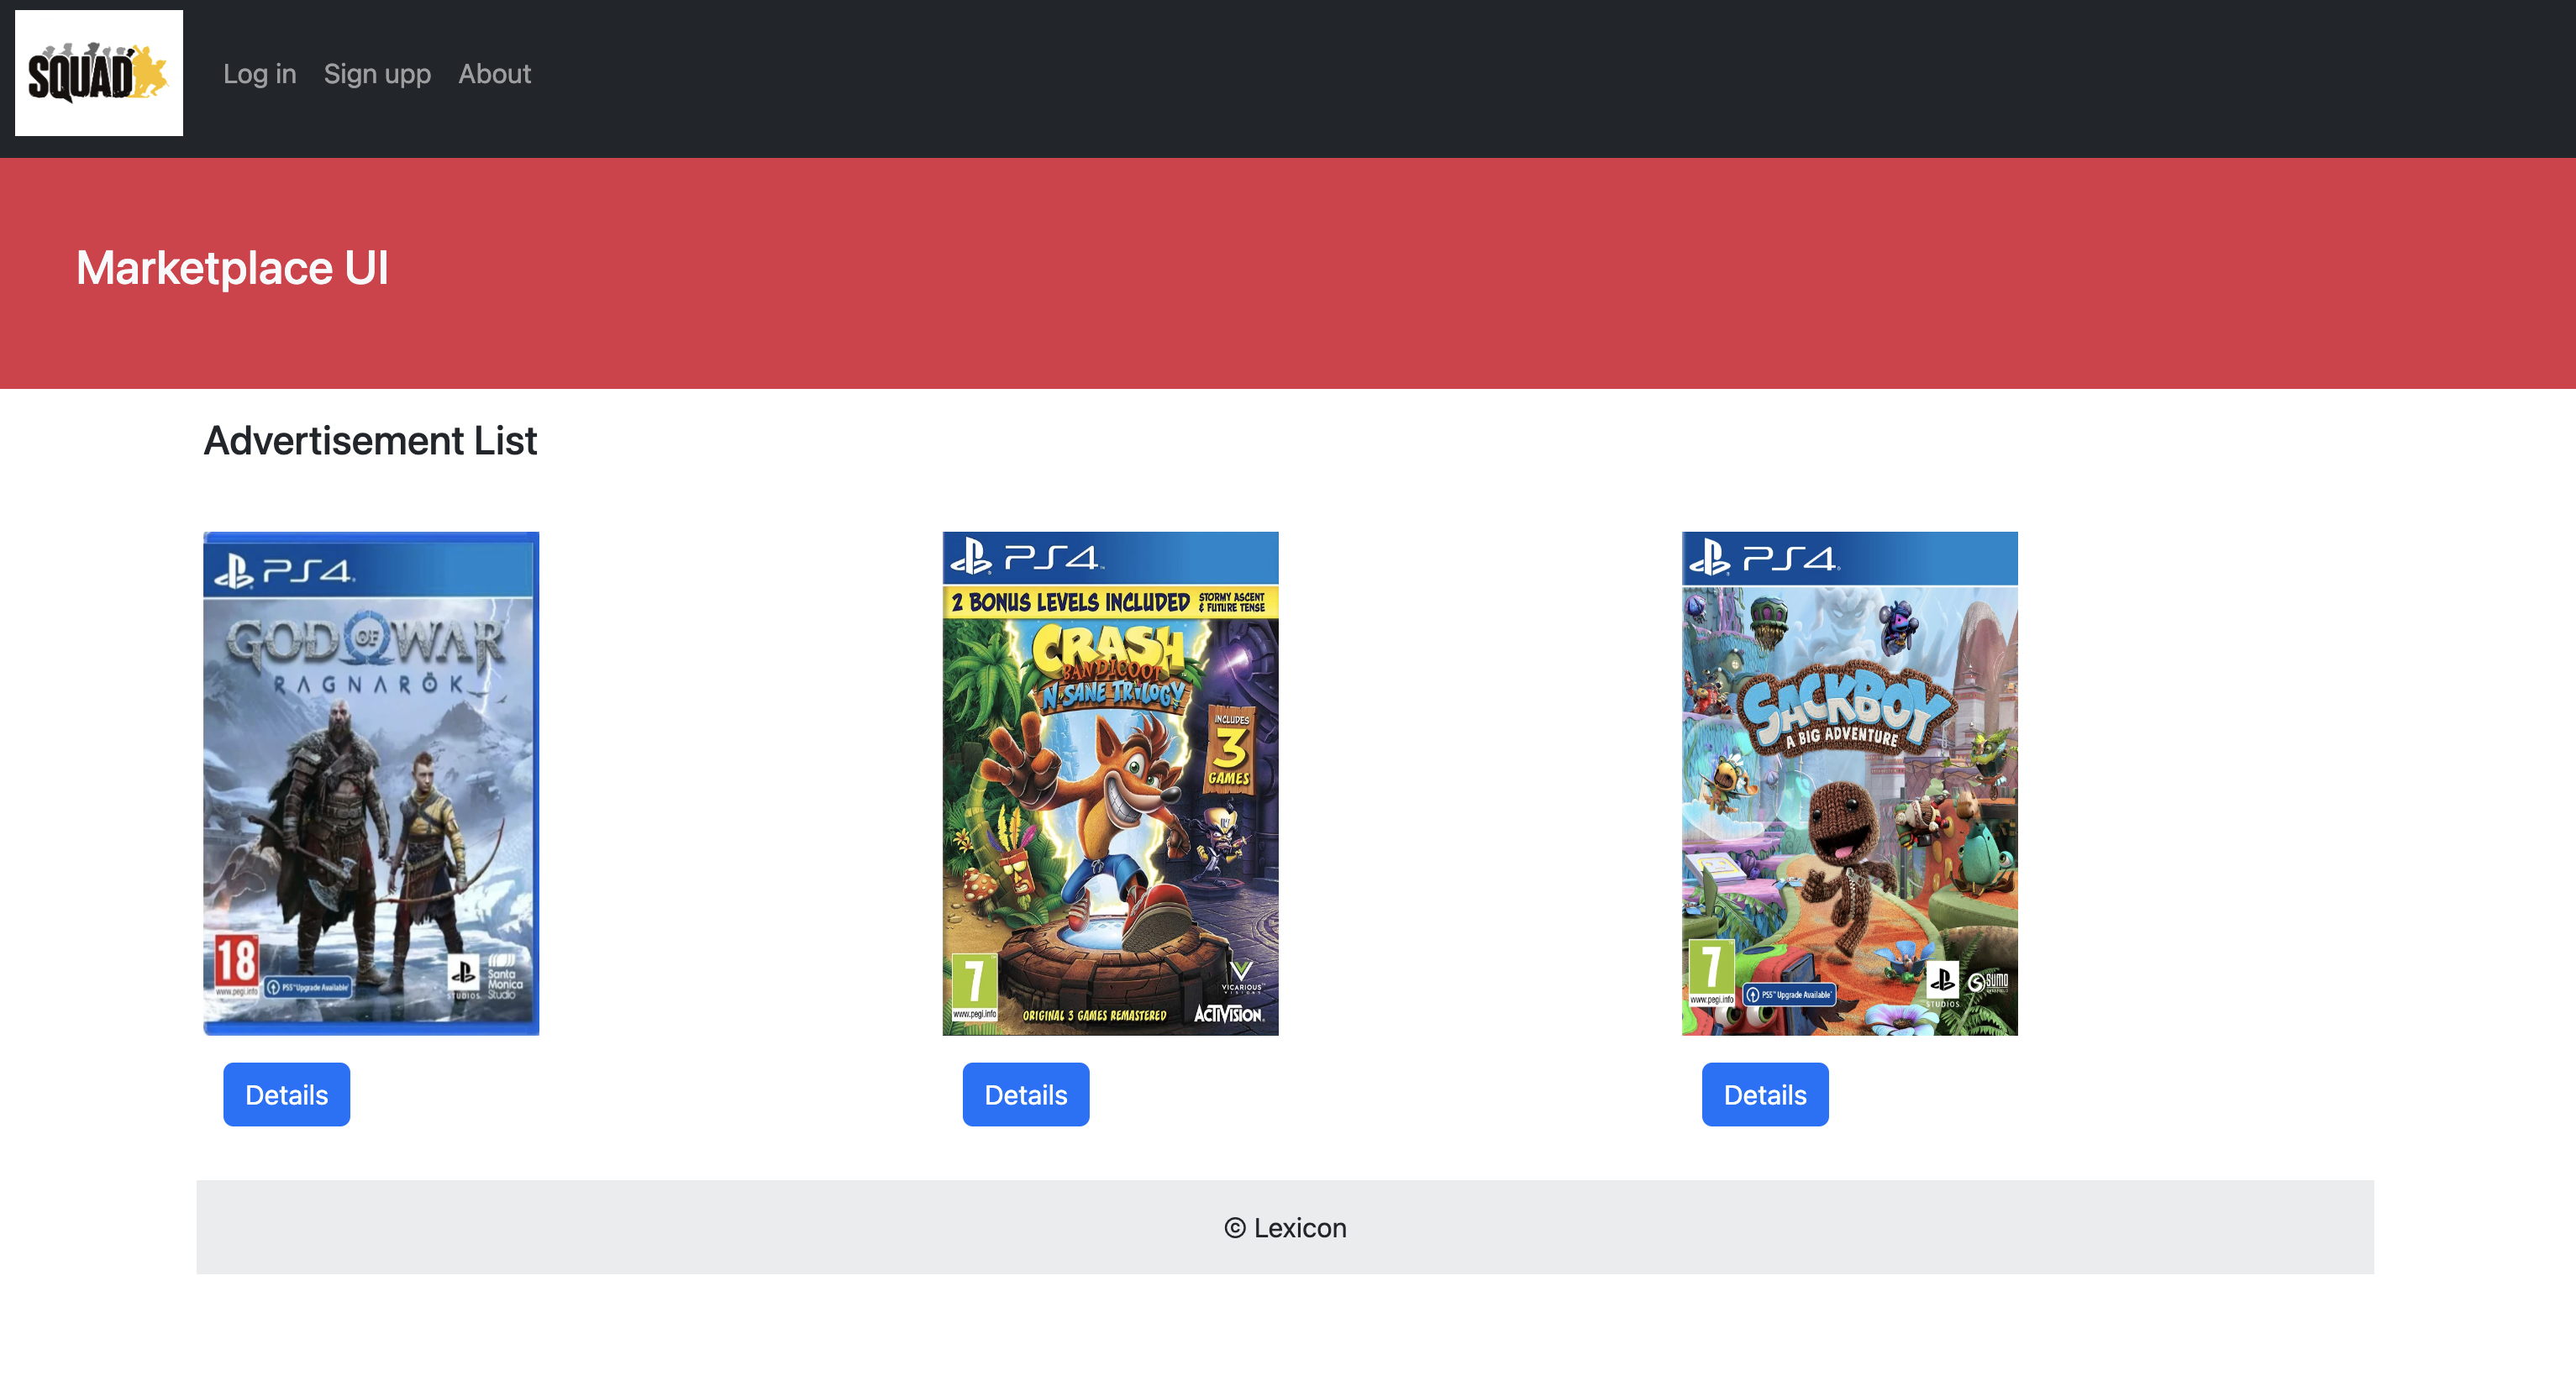 SQUAD
Log in Sign upp About
Marketplace UI
Advertisement List
PS4
GOD OF WAR
RAGNARÖK
18
www.pegi.info
PS5 Upgrade Available
STUDIOS
Santa
Monica
Studio
PS4
2 BONUS LEVELS INCLUDED STORMY ASCENT
& FUTURE TENSE
CRASH
BANDICOOT
N. SANE TRILOGY
INCLUDES
3
GAMES
7
www.pegi.info
ORIGINAL 3 GAMES REMASTERED
VICARIOUS
VISIONS
ACTIVISION
PS4
SACKBOY
A BIG ADVENTURE
7
www.pegi.info
PS5 Upgrade Available
STUDIOS
SUMO
Details Details Details
© Lexicon